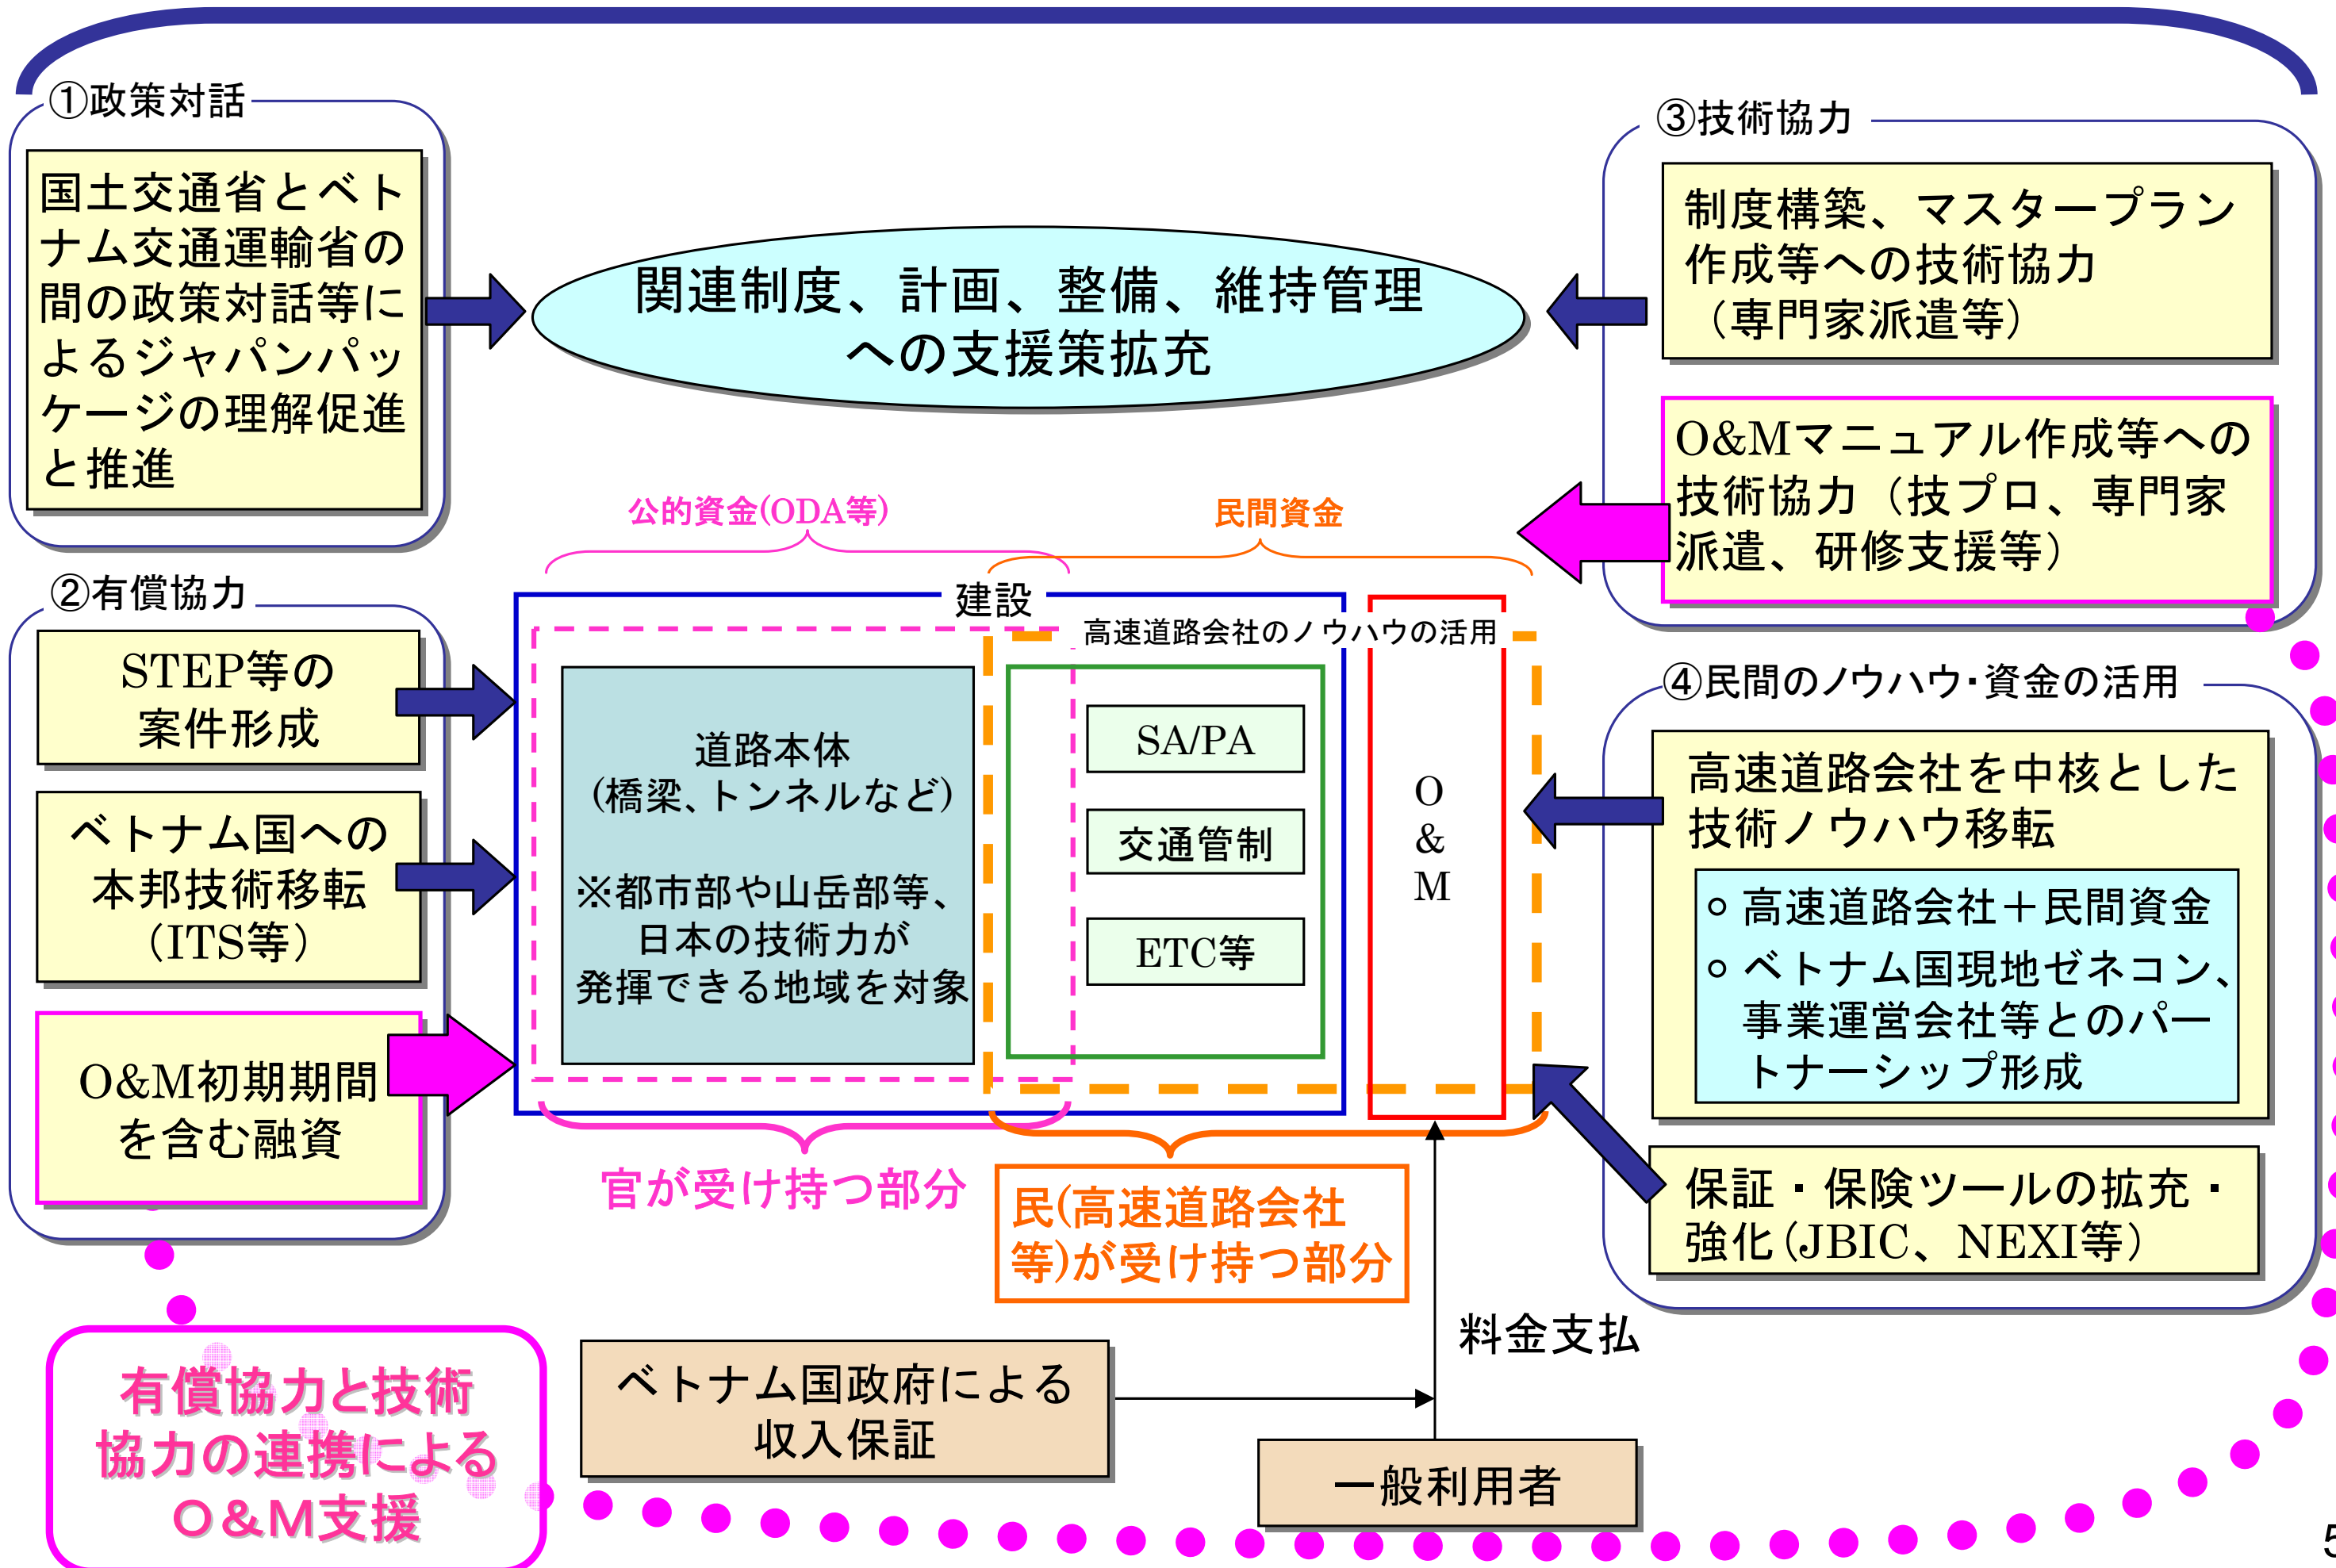 ①政策対話
国土交通省とベト
ナム交通運輸省の
間の政策対話等に
よるジャパンパッ
ケージの理解促進
と推進
関連制度、計画、整備、維持管理
への支援策拡充
③技術協力
制度構築、マスタープラン
作成等への技術協力
（専門家派遣等）
O&Mマニュアル作成等への
技術協力（技プロ、専門家
派遣、研修支援等）
②有償協力
STEP等の
案件形成
ベトナム国への
本邦技術移転
（ITS等）
O&M初期期間
を含む融資
公的資金(ODA等)
民間資金
建設
高速道路会社のノウハウの活用
道路本体
(橋梁、トンネルなど)
※都市部や山岳部等、
日本の技術力が
発揮できる地域を対象
SA/PA
交通管制
ETC等
O
&
M
④民間のノウハウ・資金の活用
高速道路会社を中核とした
技術ノウハウ移転
○ 高速道路会社＋民間資金
○ ベトナム国現地ゼネコン、
事業運営会社等とのパー
トナーシップ形成
保証・保険ツールの拡充・
強化(JBIC、NEXI等）
官が受け持つ部分
民(高速道路会社
等)が受け持つ部分
料金支払
ベトナム国政府による
収入保証
一般利用者
有償協力と技術
協力の連携による
O&M支援
5